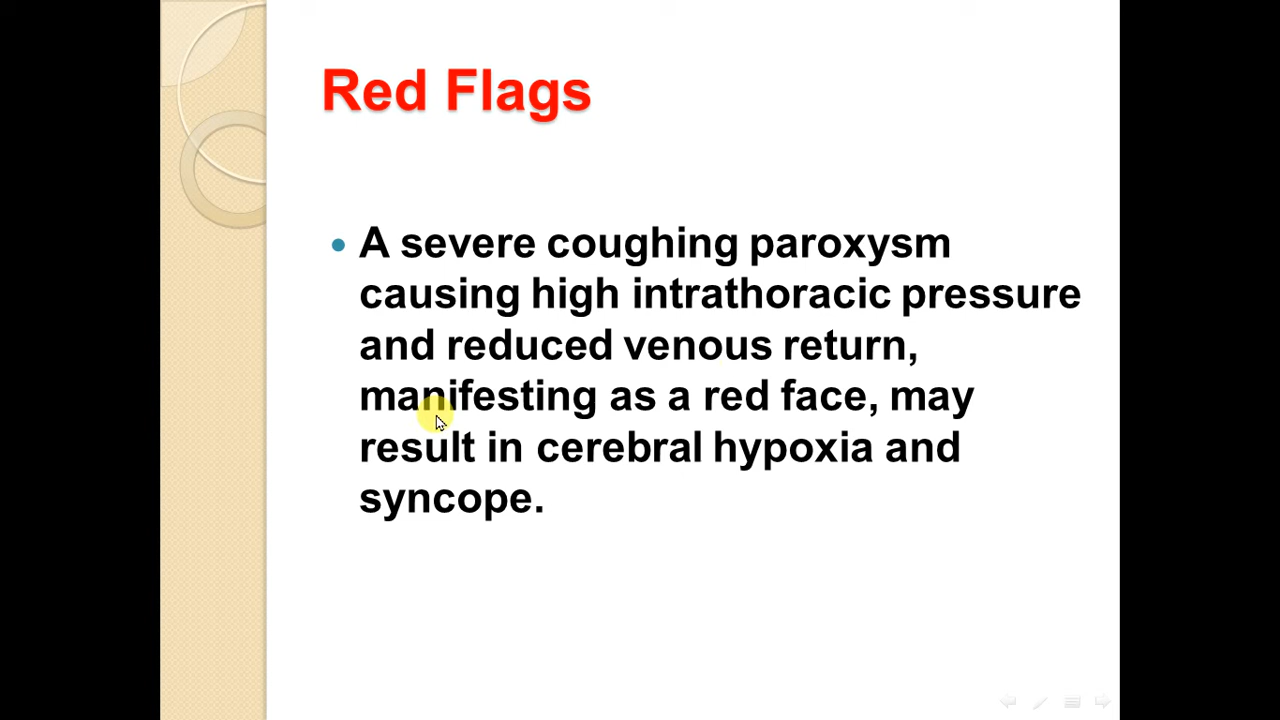 Red Flags
A severe coughing paroxysm
causing high intrathoracic pressure
and reduced venous return,
manifesting as a red face, may
result in cerebral hypoxia and
syncope.